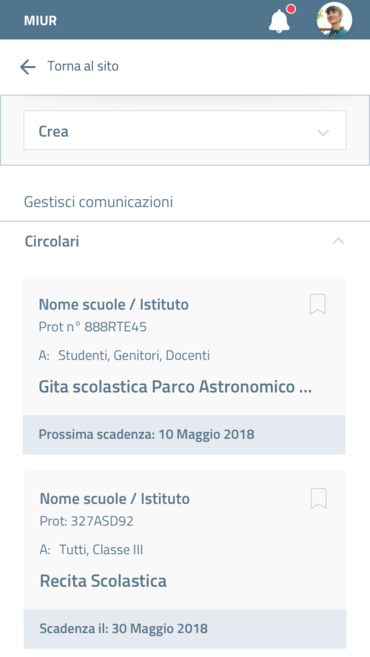 MIUR
Torna al sito
Crea
Gestisci comunicazioni
Circolari
Nome scuole / Istituto
Prot n° 888RTE45
A: Studenti, Genitori, Docenti
Gita scolastica Parco Astronomico ...
Prossima scadenza: 10 Maggio 2018
Nome scuole / Istituto
Prot: 327ASD92
A: Tutti, Classe III
Recita Scolastica
Scadenza il: 30 Maggio 2018